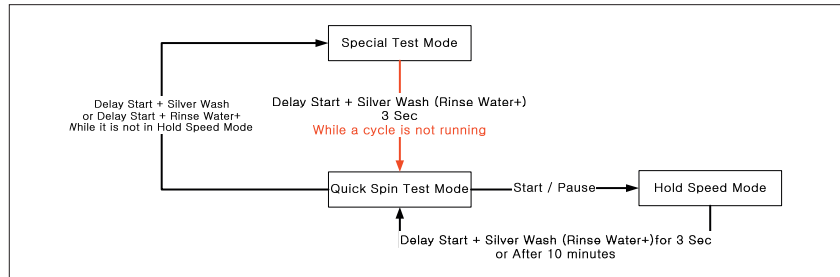 Special Test Mode
Delay Start + Silver Wash
or Delay Start + Rinse Water+
While it is not in Hold Speed Mode
Delay Start + Silver Wash (Rinse Water+)
3 Sec
While a cycle is not running
Quick Spin Test Mode
Start / Pause
Hold Speed Mode
Delay Start + Silver Wash (Rinse Water+)for 3 Sec
or After 10 minutes